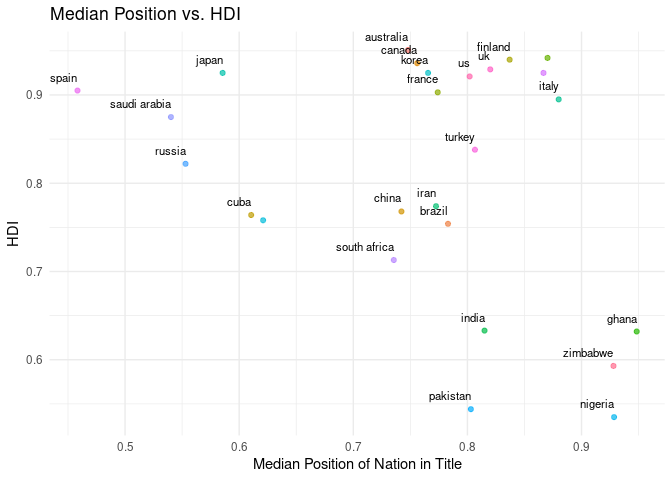 Median Position vs. HDI
australia
canada
finland
japan
korea
us
uk
spain
france
italy
0.9
saudi arabia
turkey
russia
0.8
iran
cuba
china
brazil
south africa
HDI
0.7
india
ghana
zimbabwe
0.6
pakistan
nigeria
0.5
0.6
0.7
0.8
0.9
Median Position of Nation in Title